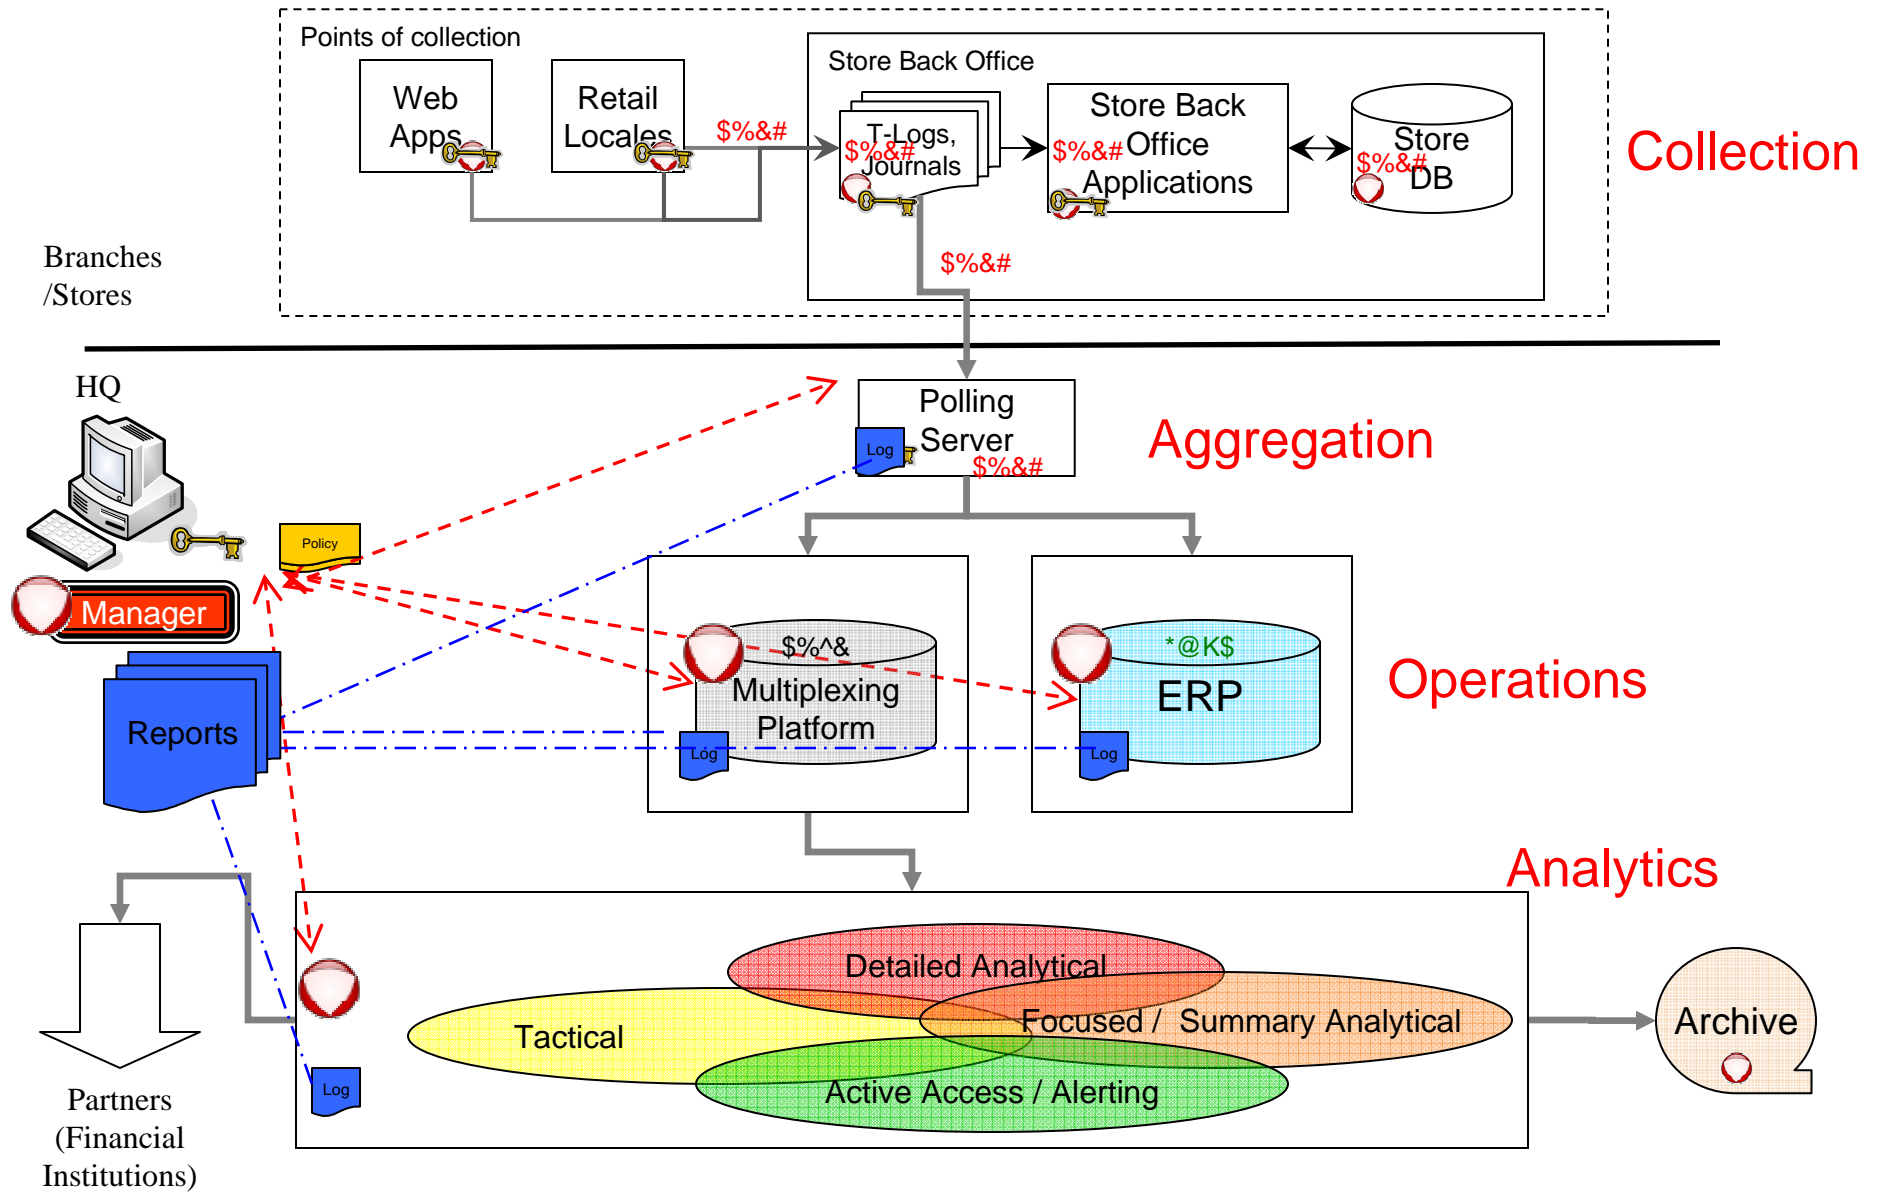 Points of collection
Store Back Office
Web
Apps
Retail
Locales
$%&#
T-Logs,
$%&#
Journals
Store Back
$%&# Office
Applications
Store
$%&#
DB
Collection
$%&#
Branches
/Stores
HQ
Polling
Server
Log
$%&#
Aggregation
Policy
Manager
$%^&
Multiplexing
Platform
Log
*@K$
ERP
Log
Operations
Reports
Analytics
Detailed Analytical
Focused / Summary Analytical
Tactical
Active Access / Alerting
Log
Archive
Partners
(Financial
Institutions)